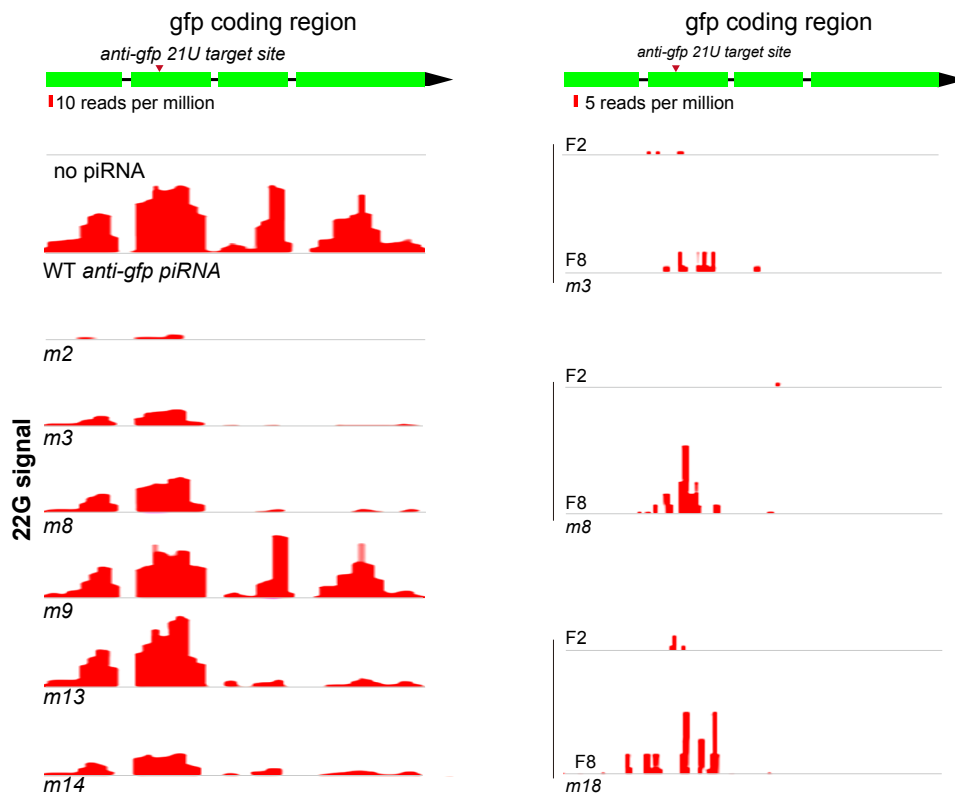 gfp coding region
anti-gfp 21U target site
10 reads per million
no piRNA
WT anti-gfp piRNA
m2
m3
m8
m9
m13
m14
22G signal
gfp coding region
anti-gfp 21U target site
5 reads per million
F2
F8
m3
F2
F8
m8
F2
F8
m18